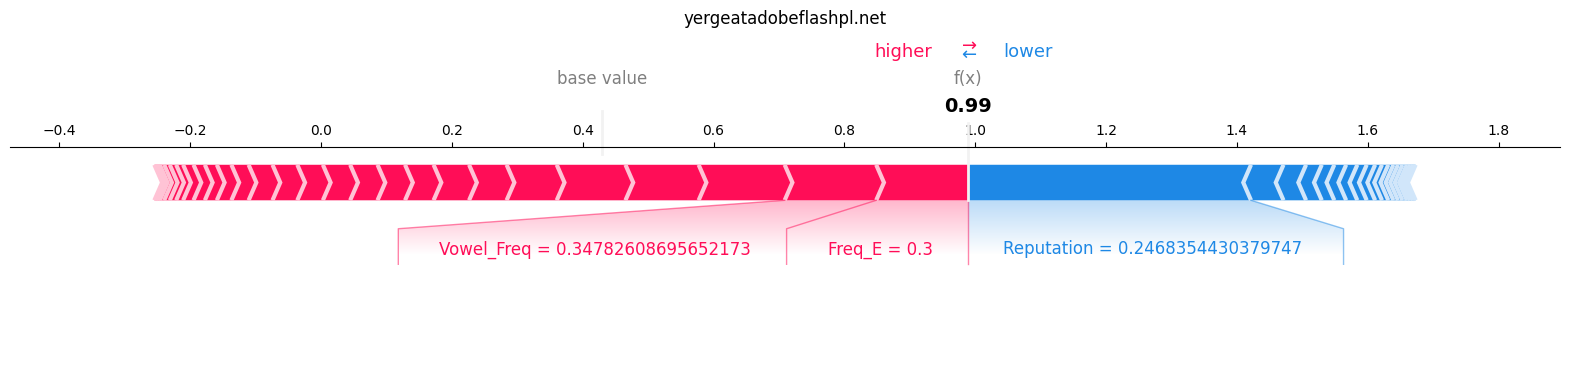 yergeatadobeflashpl.net
higher → ← lower
base value f(x)
0.99
−0.4 −0.2 0.0 0.2 0.4 0.6 0.8 1.0 1.2 1.4 1.6 1.8
Vowel_Freq = 0.34782608695652173 Freq_E = 0.3 Reputation = 0.2468354430379747